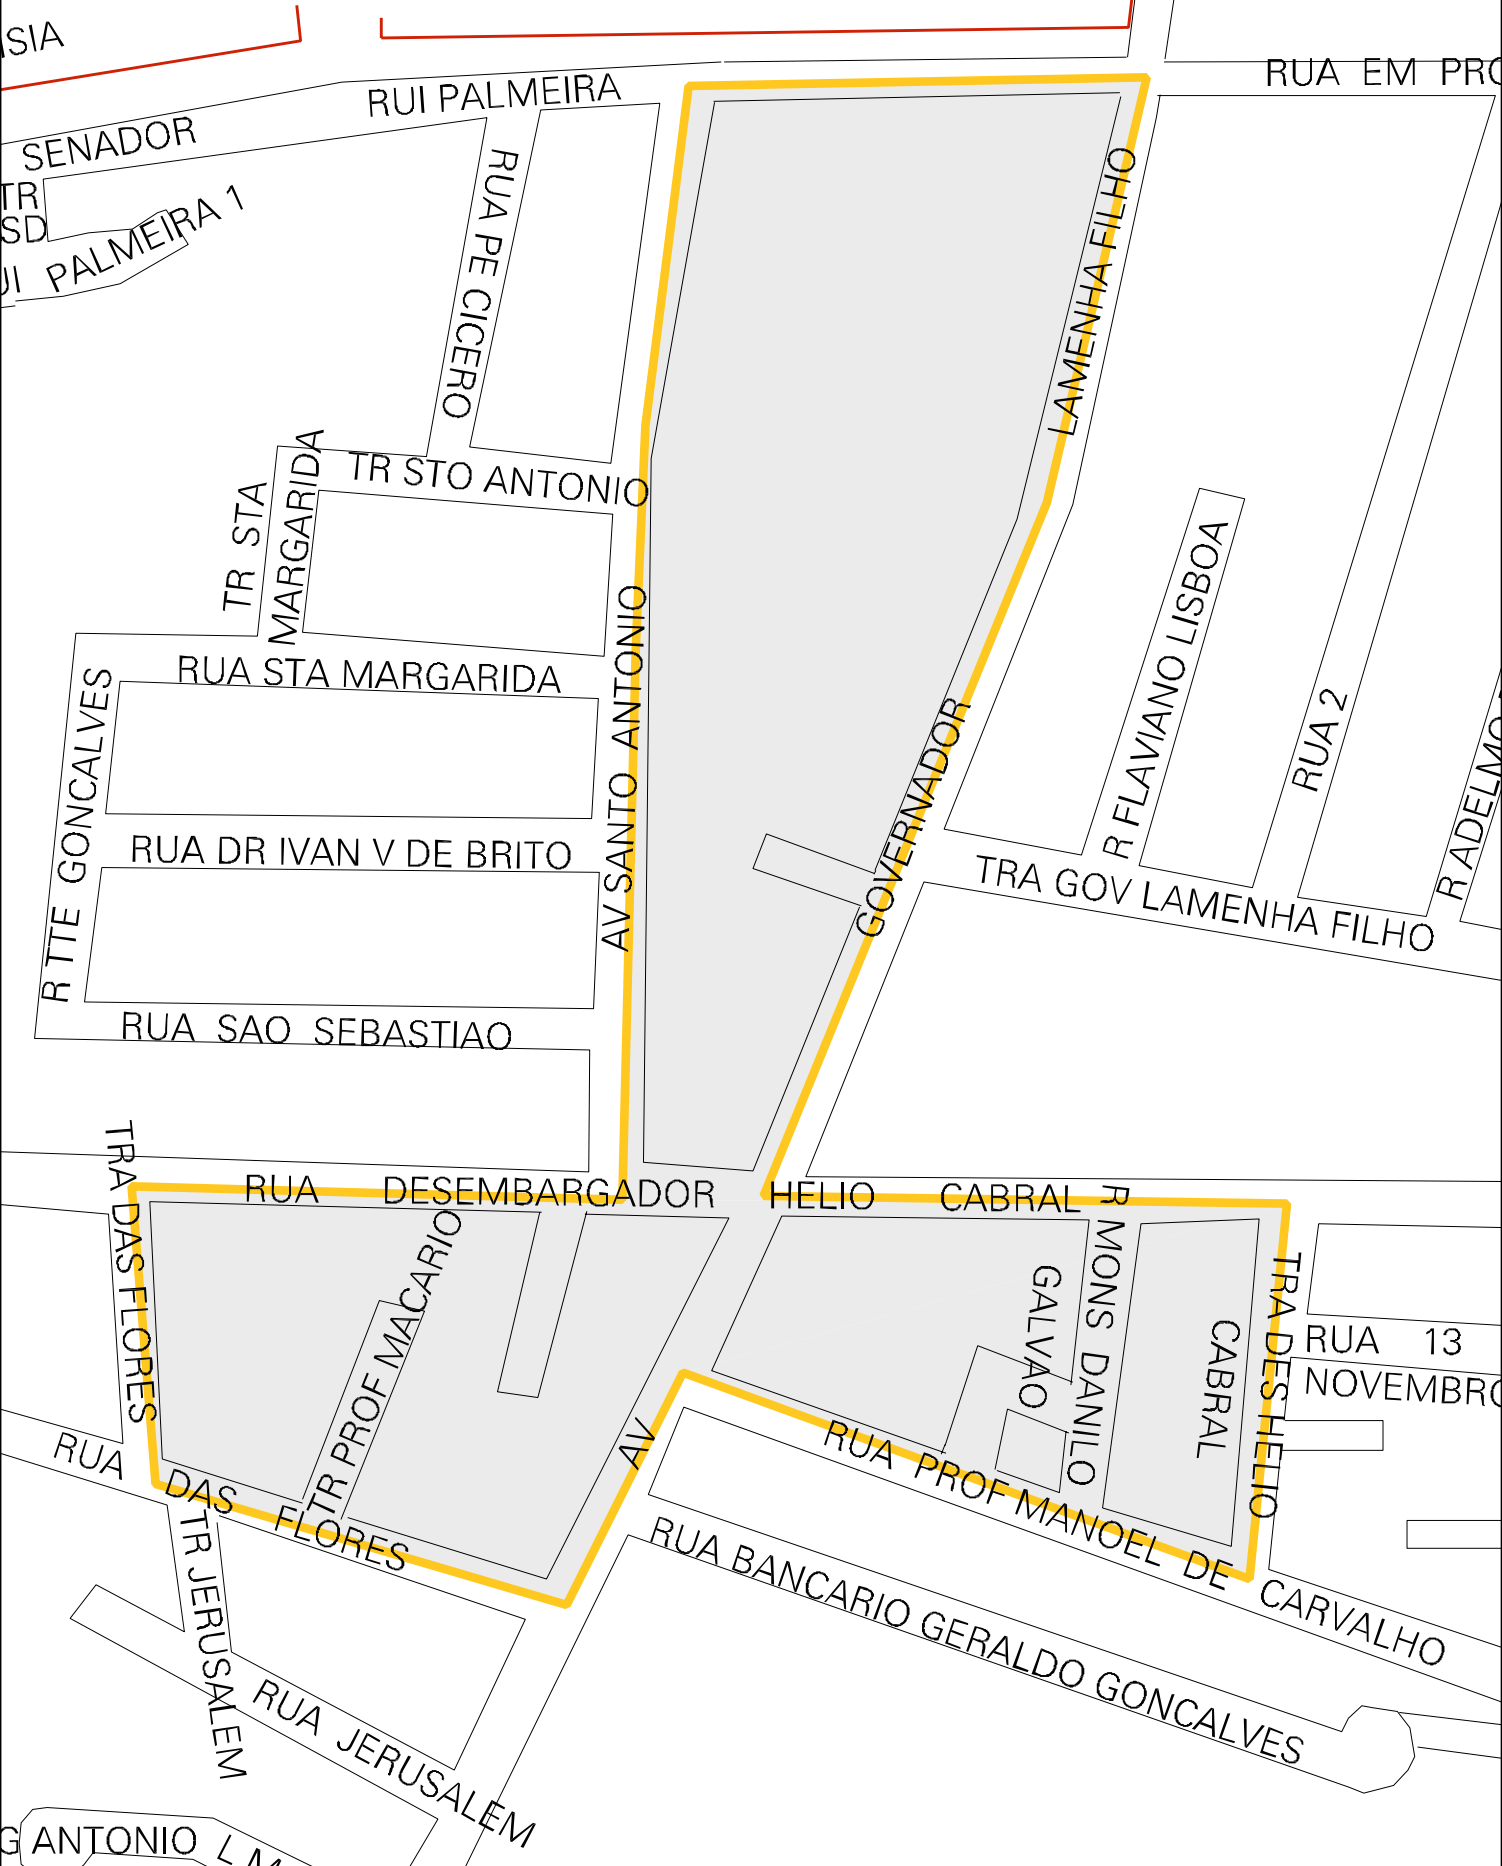 RUA EM
RUI PALMEIRA
SENADOR
TR
SD
PALMEIRA 1
RUA PE CICERO
LAMENHA FILHO
TR STO ANTONIO
TR STA
MARGARIDA
RUA STA MARGARIDA
R TTE GONCALVES
AV SANTO ANTONIO
R FLAVIANO LISBOA
RUA 2
GOVERNADOR
R ADELMO
RUA DR IVAN V DE BRITO
TRA GOV LAMENHA FILHO
RUA SAO SEBASTIAO
TRA DAS FLORES
RUA DESEMBARGADOR HELIO CABRAL
R MONS DANILO
GALVAO
TR PROF MACARIO
TRA DES HELIO
CABRAL
RUA 13
NOVEMBRO
RUA DAS FLORES
AV
RUA PROF MANOEL DE CARVALHO
RUA BANCARIO GERALDO GONCALVES
TR JERUSALEM
RUA JERUSALEM
ANTONIO L